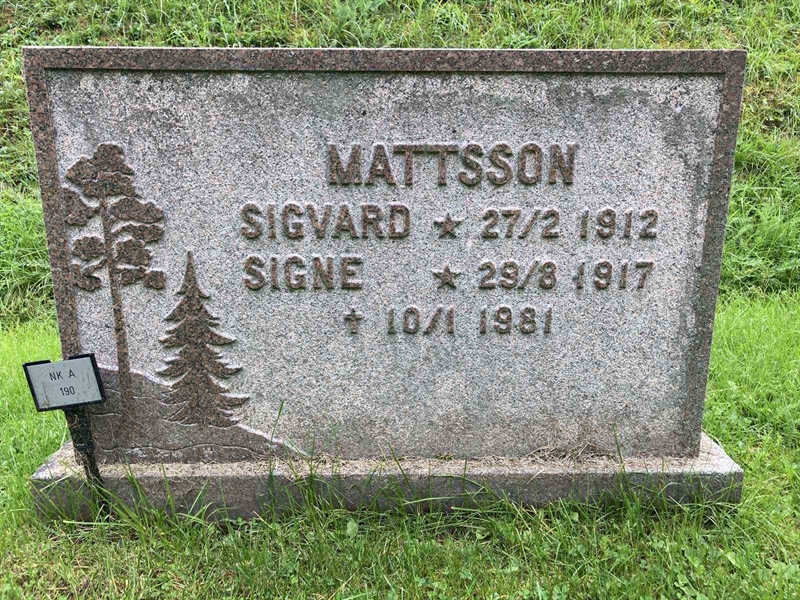 MATTSSON
SIGVARD ★ 27/2 1912
SIGNE ★ 29/8 1917
✝ 10/1 1981
NK A
190